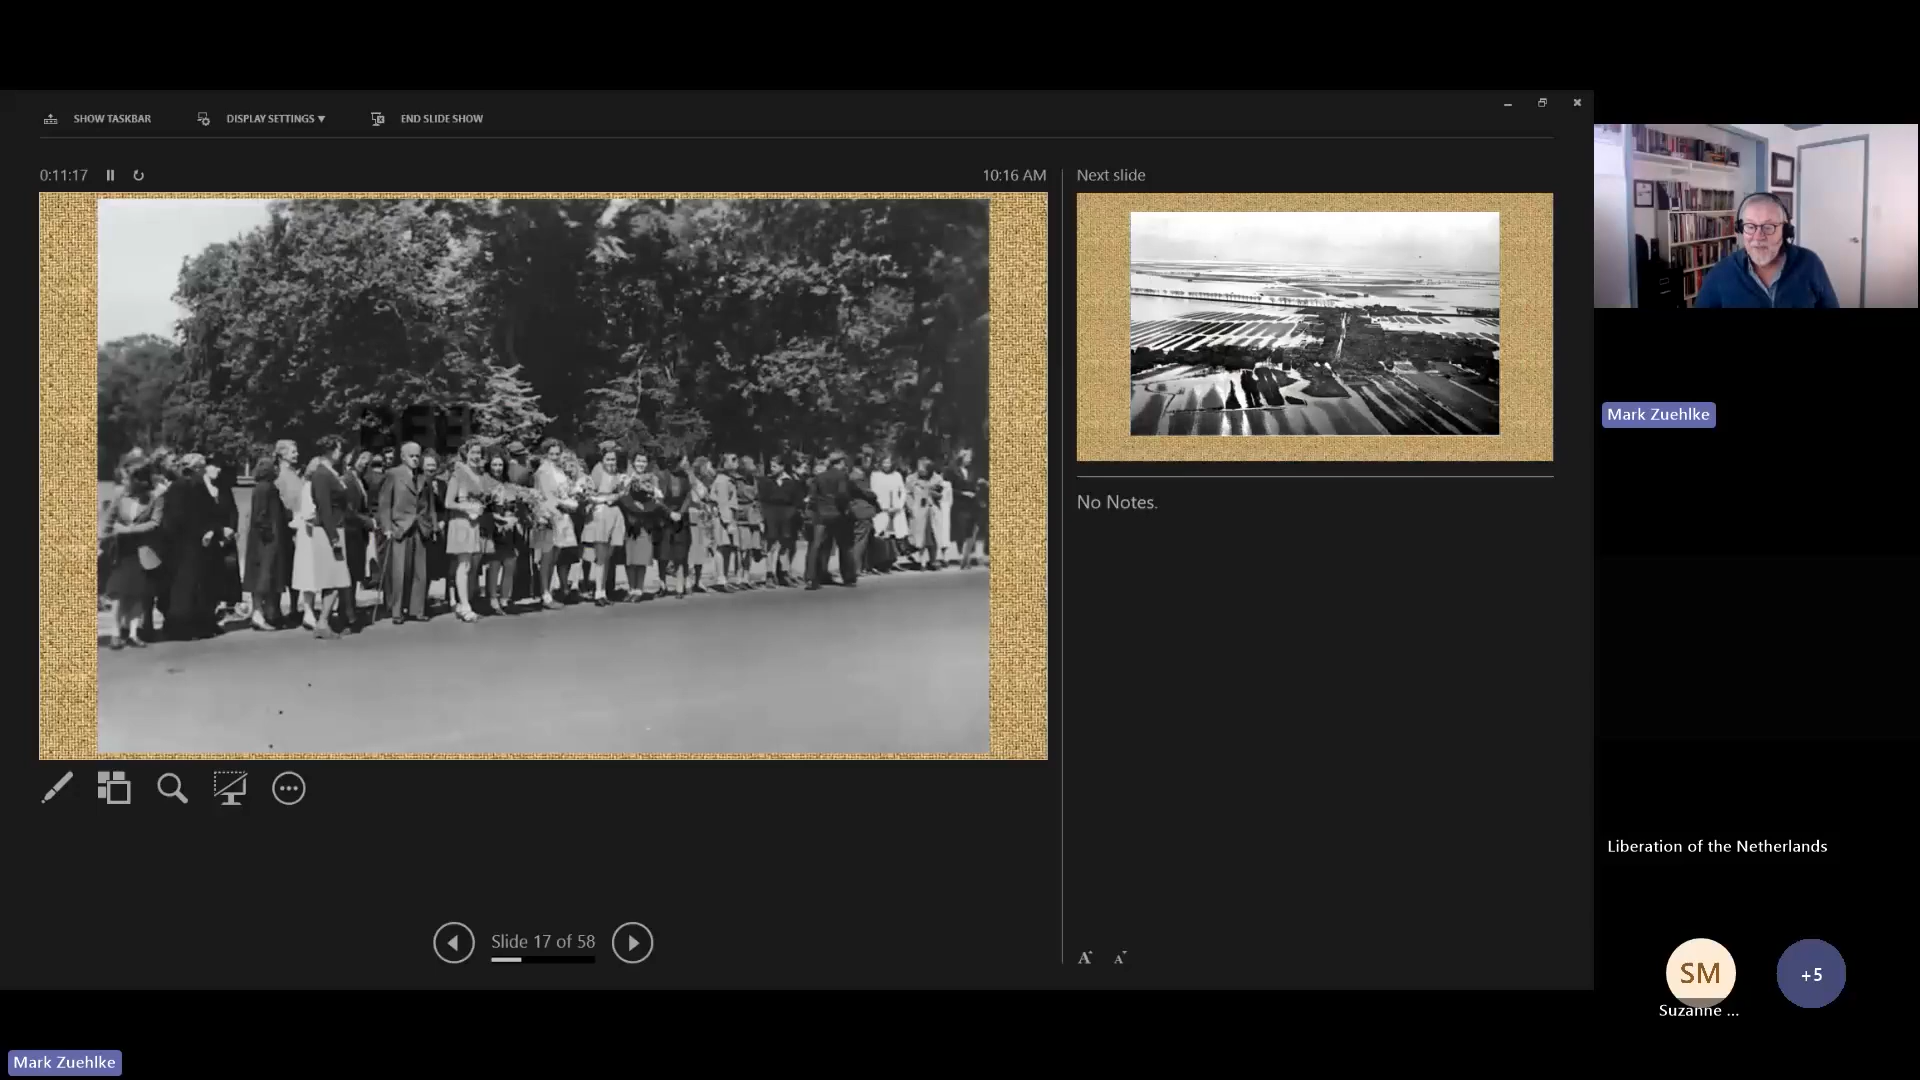 SHOW TASKBAR
DISPLAY SETTINGS ▼
END SLIDE SHOW
0:11:17
10:16 AM
Next slide
No Notes.
Slide 17 of 58
A
A
Mark Zuehlke
Liberation of the Netherlands
SM
+5
Suzanne ...
Mark Zuehlke